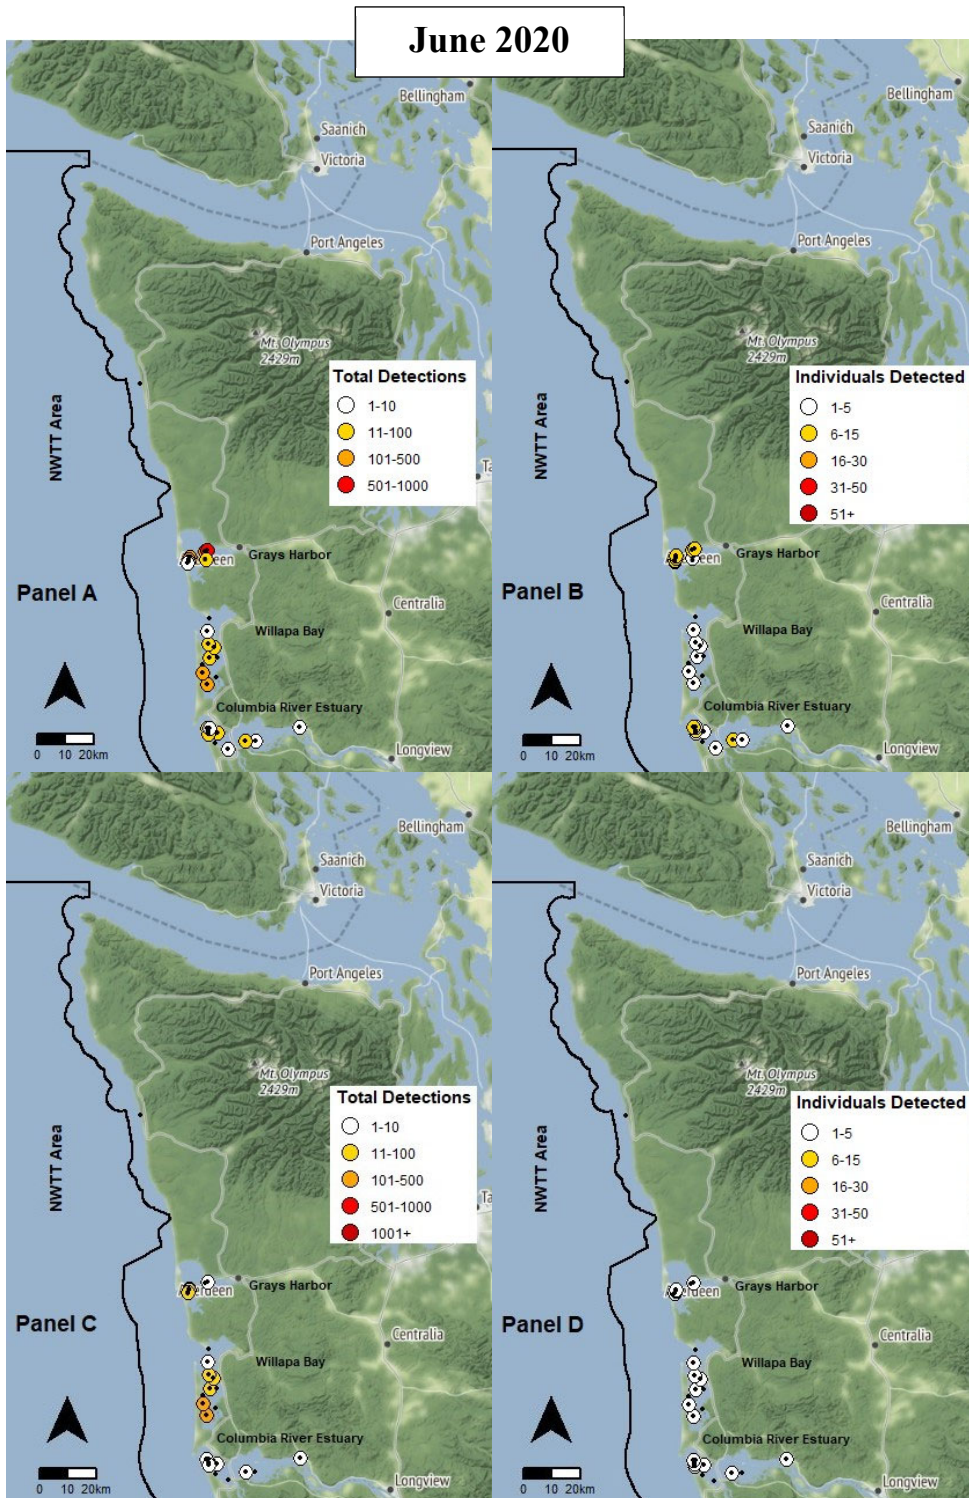 June 2020
Bellingham
Saanich
Victoria
Port Angeles
Mt. Olympus
2429m
NWTT Area
Total Detections
1-10
11-100
101-500
501-1000
Ta
Grays Harbor
Panel A
Centralia
Willapa Bay
Columbia River Estuary
0 10 20km
Longview
Bellingham
Saanich
Victoria
Port Angeles
Mt. Olympus
2429m
NWTT Area
Individuals Detected
1-5
6-15
16-30
31-50
51+
Grays Harbor
Panel B
Centralia
Willapa Bay
Columbia River Estuary
0 10 20km
Longview
Bellingham
Saanich
Victoria
Port Angeles
Mt. Olympus
2429m
NWTT Area
Total Detections
1-10
11-100
101-500
501-1000
1001+
Ta
Grays Harbor
Panel C
Centralia
Willapa Bay
Columbia River Estuary
0 10 20km
Longview
Bellingham
Saanich
Victoria
Port Angeles
Mt. Olympus
2429m
NWTT Area
Individuals Detected
1-5
6-15
16-30
31-50
51+
Grays Harbor
Panel D
Centralia
Willapa Bay
Columbia River Estuary
0 10 20km
Longview